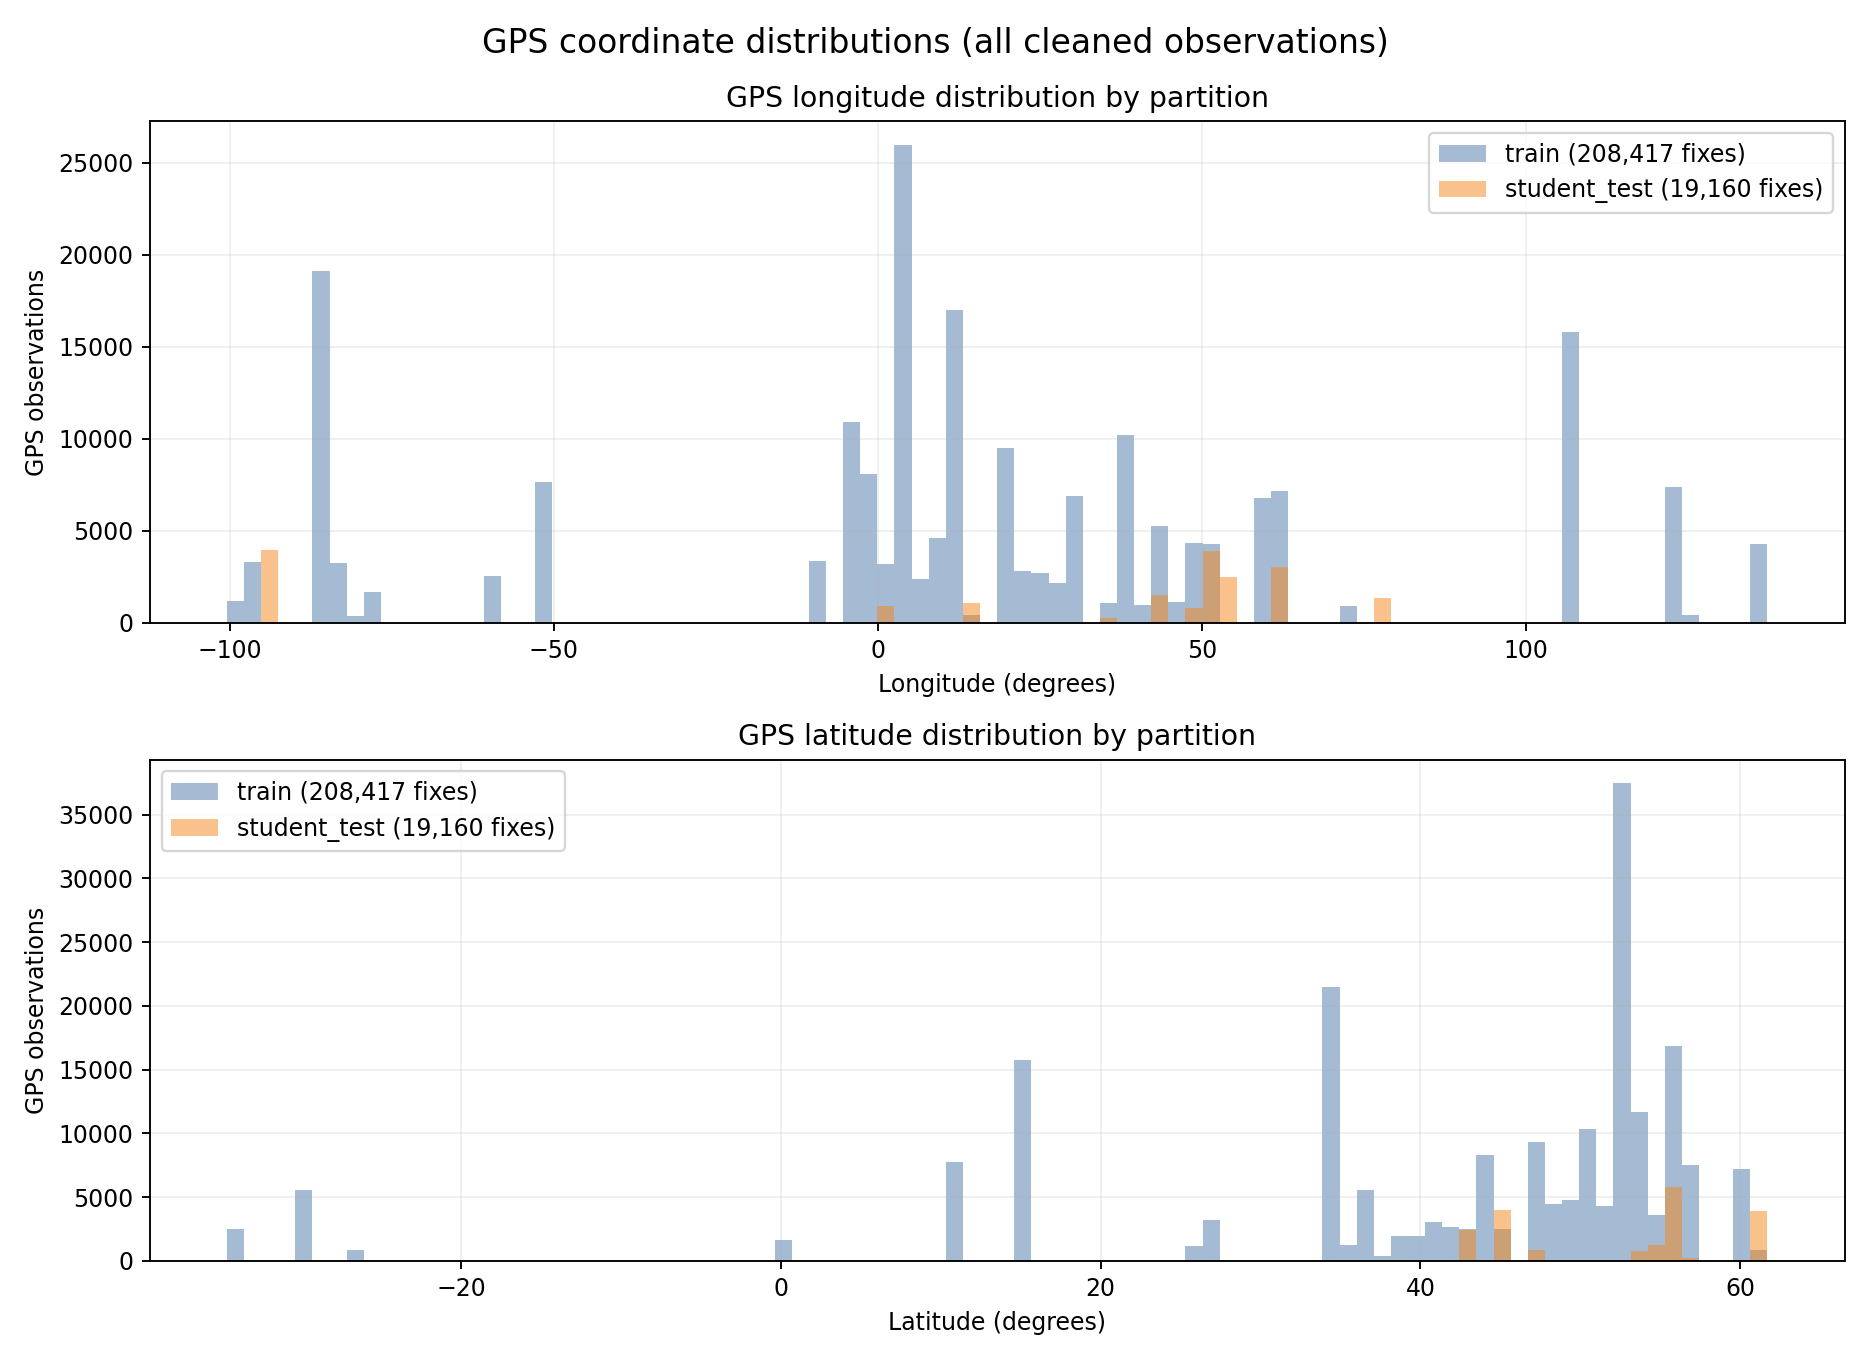 GPS coordinate distributions (all cleaned observations)
GPS longitude distribution by partition
GPS observations
25000
20000
15000
10000
5000
0
train (208,417 fixes)
student_test (19,160 fixes)
−100
−50
0
50
100
Longitude (degrees)
GPS latitude distribution by partition
GPS observations
35000
30000
25000
20000
15000
10000
5000
0
train (208,417 fixes)
student_test (19,160 fixes)
−20
0
20
40
60
Latitude (degrees)